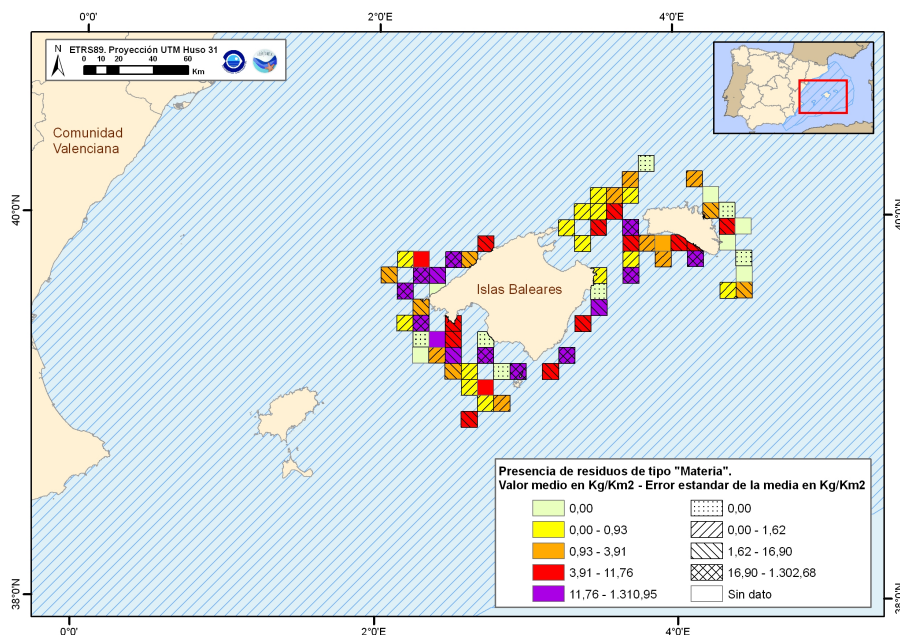 0°0' 2°0'E 4°0'E
N ETRS89. Proyección UTM Huso 31
0 10 20 40 60
Km
Comunidad
Valenciana
40°0'N 40°0'N
Islas Baleares
Presencia de residuos de tipo "Materia".
Valor medio en Kg/Km2 - Error estandar de la media en Kg/Km2
0,00 0,00
0,00 - 0,93 0,00 - 1,62
0,93 - 3,91 1,62 - 16,90
3,91 - 11,76 16,90 - 1.302,68
11,76 - 1.310,95 Sin dato
38°0'N 38°0'N
0°0' 2°0'E 4°0'E